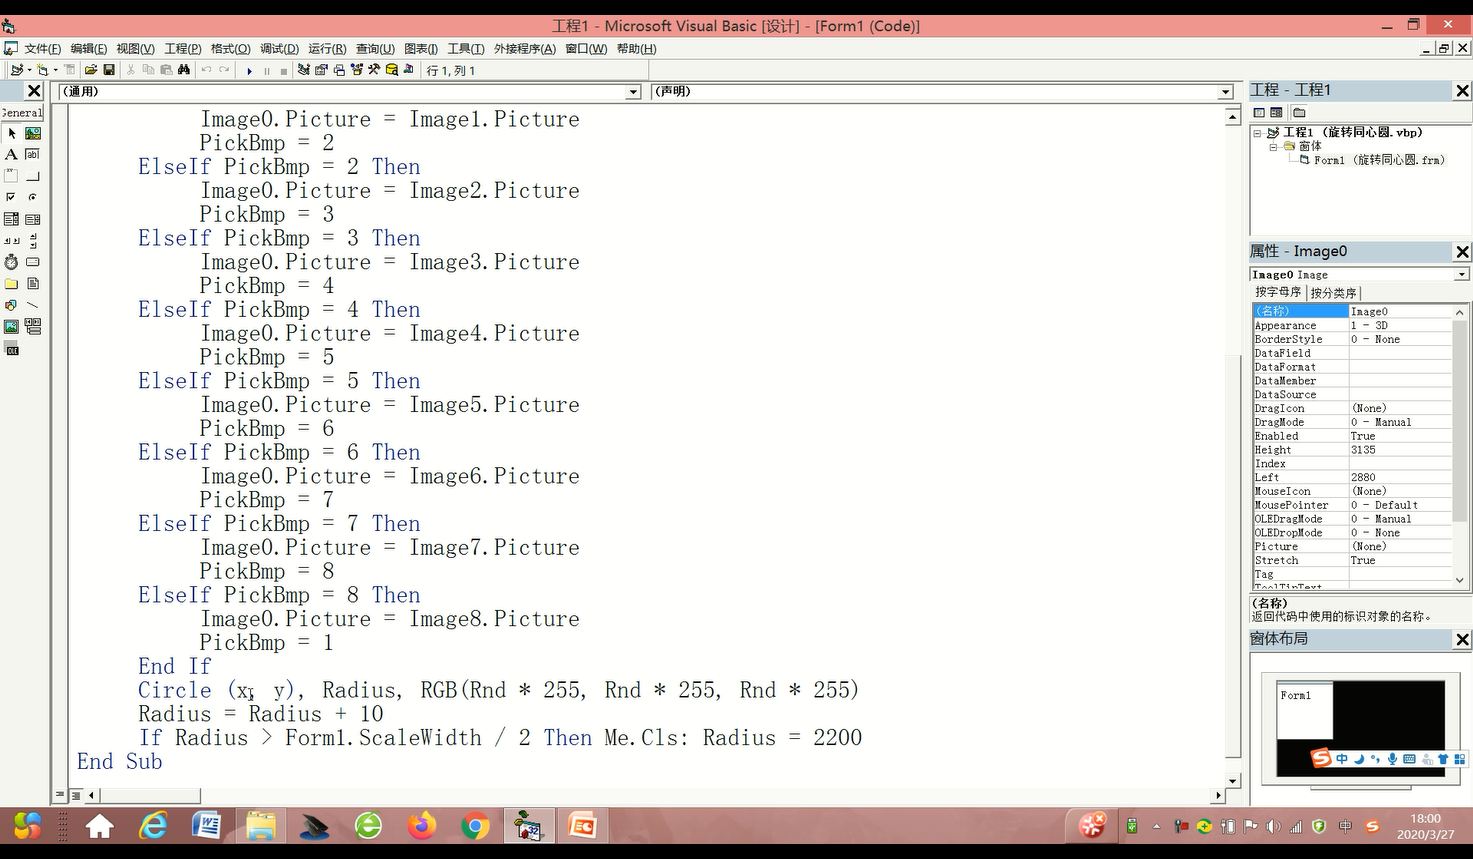 工程1 - Microsoft Visual Basic [设计] - [Form1 (Code)]
文件(F) 编辑(E) 视图(V) 工程(P) 格式(O) 调试(D) 运行(R) 查询(U) 图表(I) 工具(T) 外接程序(A) 窗口(W) 帮助(H)
行 1, 列 1
(通用)
(声明)
General
Image0.Picture = Image1.Picture
PickBmp = 2
ElseIf PickBmp = 2 Then
Image0.Picture = Image2.Picture
PickBmp = 3
ElseIf PickBmp = 3 Then
Image0.Picture = Image3.Picture
PickBmp = 4
ElseIf PickBmp = 4 Then
Image0.Picture = Image4.Picture
PickBmp = 5
ElseIf PickBmp = 5 Then
Image0.Picture = Image5.Picture
PickBmp = 6
ElseIf PickBmp = 6 Then
Image0.Picture = Image6.Picture
PickBmp = 7
ElseIf PickBmp = 7 Then
Image0.Picture = Image7.Picture
PickBmp = 8
ElseIf PickBmp = 8 Then
Image0.Picture = Image8.Picture
PickBmp = 1
End If
Circle (x, y), Radius, RGB(Rnd * 255, Rnd * 255, Rnd * 255)
Radius = Radius + 10
If Radius > Form1.ScaleWidth / 2 Then Me.Cls: Radius = 2200
End Sub
工程 - 工程1
工程1 (旋转同心圆.vbp)
窗体
Form1 (旋转同心圆.frm)
属性 - Image0
Image0 Image
按字母序 按分类序
(名称) Image0
Appearance 1 - 3D
BorderStyle 0 - None
DataField
DataFormat
DataMember
DataSource
DragIcon (None)
DragMode 0 - Manual
Enabled True
Height 3135
Index
Left 2880
MouseIcon (None)
MousePointer 0 - Default
OLEDragMode 0 - Manual
OLEDropMode 0 - None
Picture (None)
Stretch True
Tag
ToolTipText
(名称)
返回代码中使用的标识对象的名称。
窗体布局
Form1
中
18:00
2020/3/27